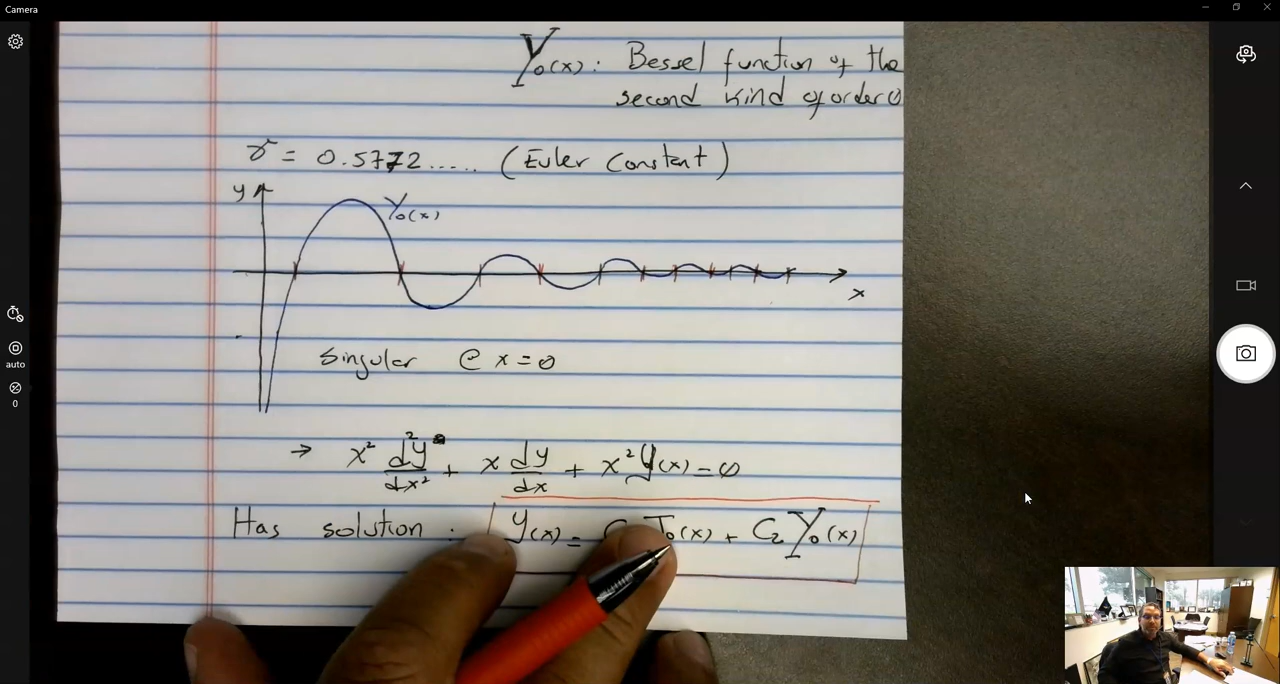 Camera
Y₀(x): Bessel function of the
second kind of order 0
γ = 0.5772..... (Euler Constant)
y
Y₀(x)
x
Singular @ x=0
→ x² d²y/dx² + x dy/dx + x² y(x) = 0
Has solution : y(x) = C J₀(x) + C₂ Y₀(x)
auto
0